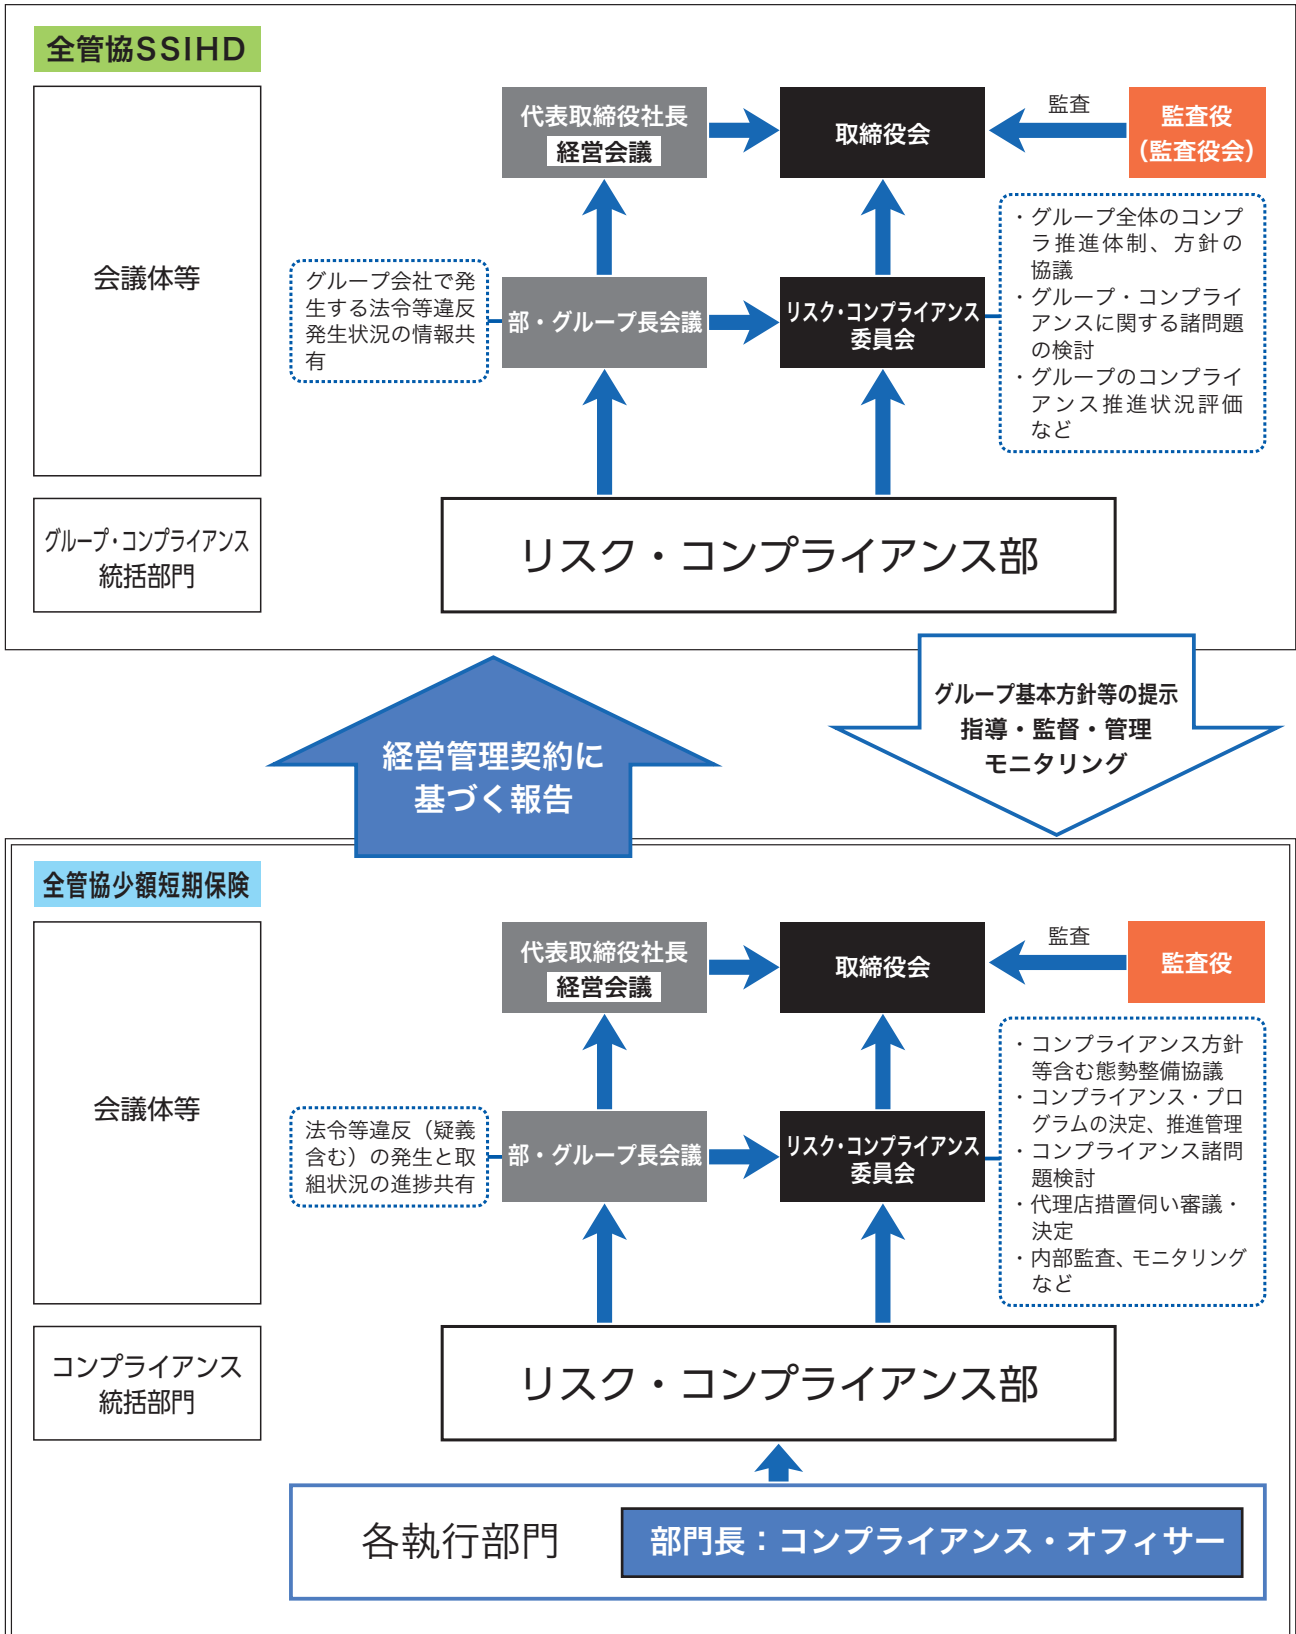 全管協SSIHD
会議体等
グループ・コンプライアンス
統括部門
代表取締役社長
経営会議
取締役会
監査
監査役
（監査役会）
グループ会社で発
生する法令等違反
発生状況の情報共
有
部・グループ長会議
リスク・コンプライアンス
委員会
・グループ全体のコンプ
ラ推進体制、方針の
協議
・グループ・コンプライ
アンスに関する諸問題
の検討
・グループのコンプライ
アンス推進状況評価
など
リスク・コンプライアンス部
経営管理契約に
基づく報告
グループ基本方針等の提示
指導・監督・管理
モニタリング
全管協少額短期保険
会議体等
コンプライアンス
統括部門
代表取締役社長
経営会議
取締役会
監査
監査役
法令等違反（疑義
含む）の発生と取
組状況の進捗共有
部・グループ長会議
リスク・コンプライアンス
委員会
・コンプライアンス方針
等含む態勢整備協議
・コンプライアンス・プロ
グラムの決定、推進管理
・コンプライアンス諸問
題検討
・代理店措置伺い審議・
決定
・内部監査、モニタリング
など
リスク・コンプライアンス部
各執行部門
部門長：コンプライアンス・オフィサー